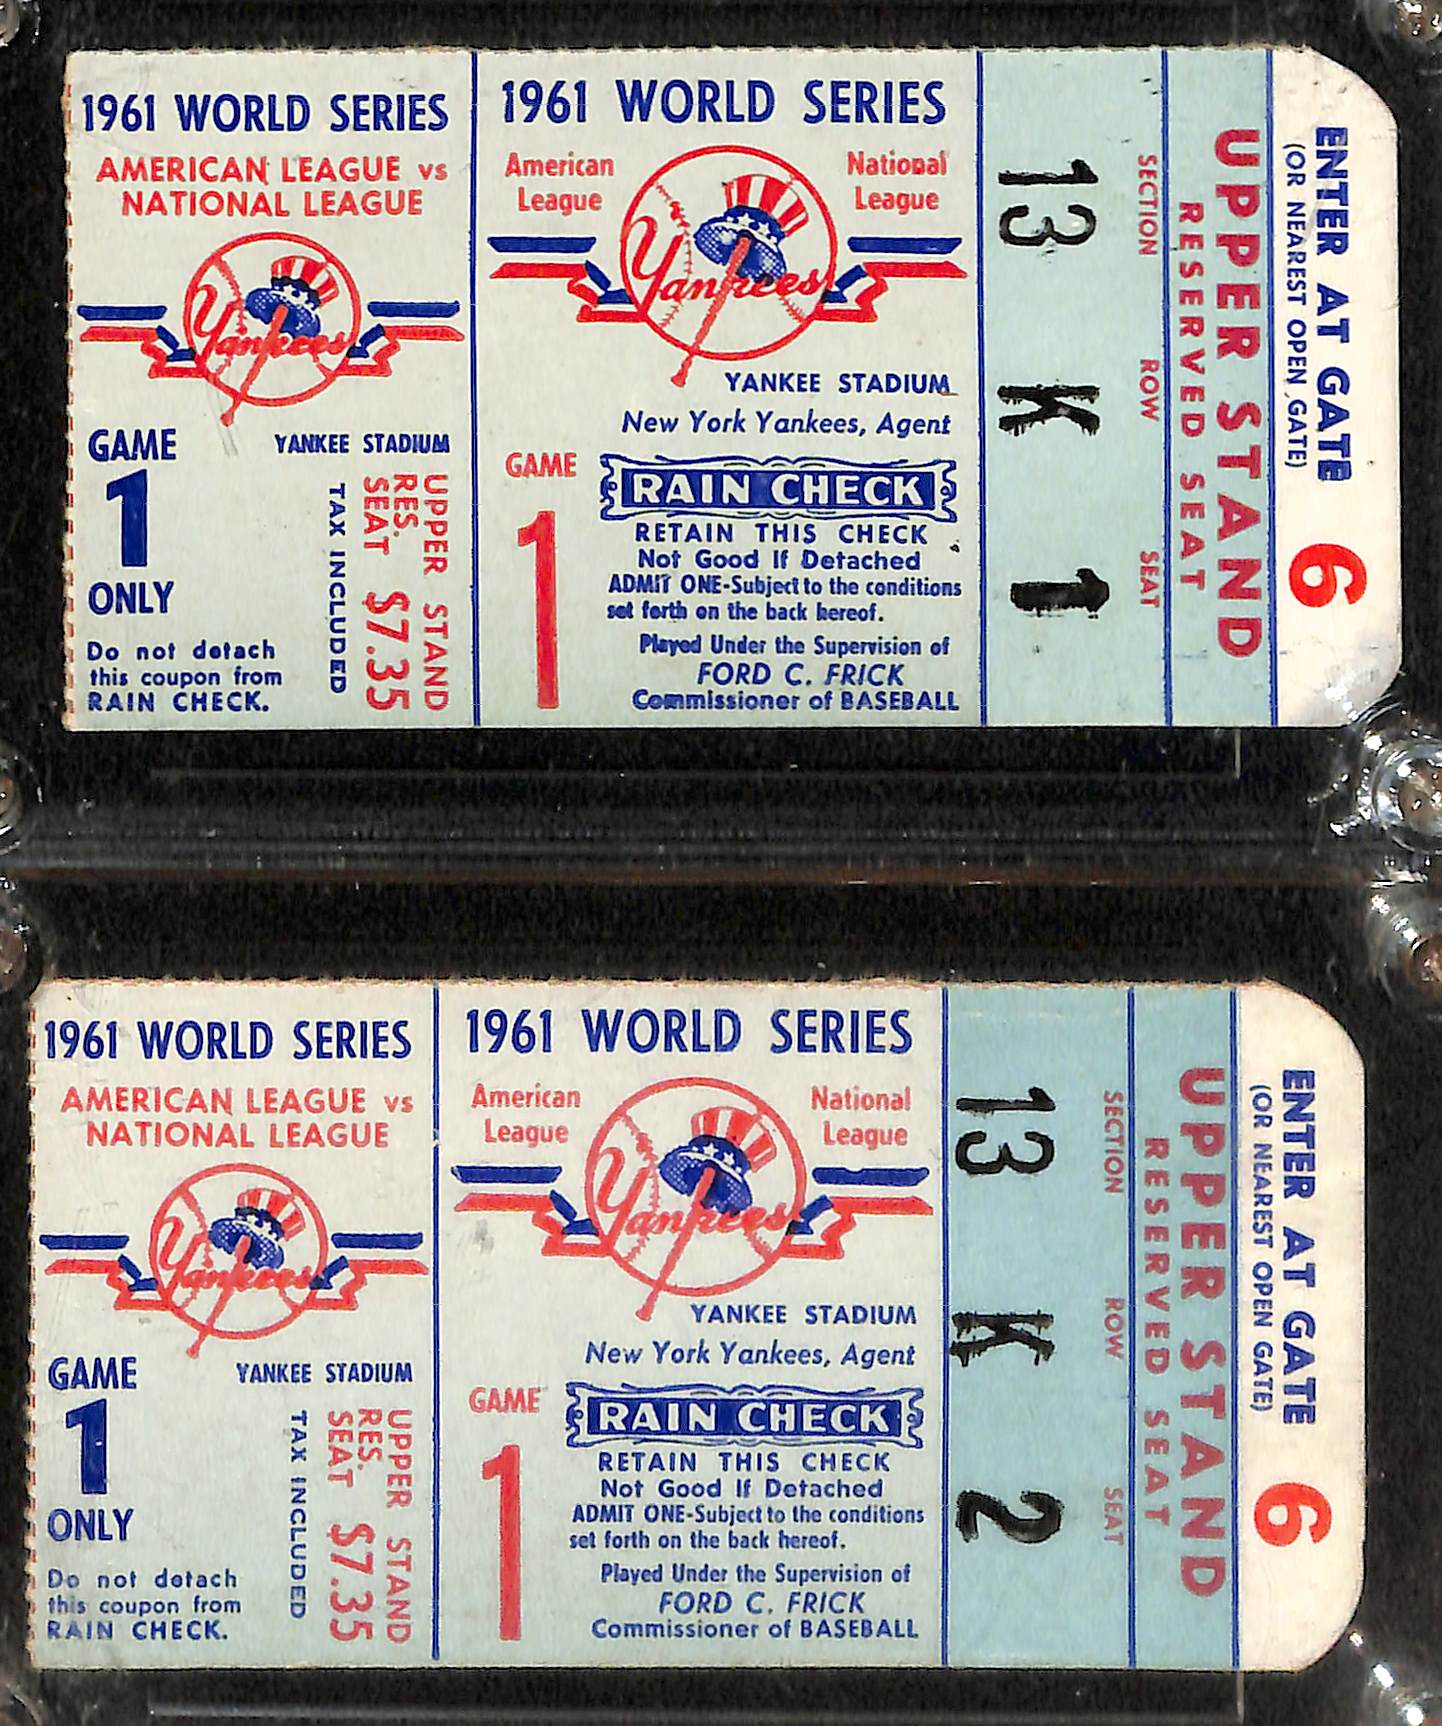 1961 WORLD SERIES
AMERICAN LEAGUE vs
NATIONAL LEAGUE
Yankees
GAME
1
ONLY
YANKEE STADIUM
Do not detach
this coupon from
RAIN CHECK.
UPPER STAND
RES.
SEAT $7.35
TAX INCLUDED
1961 WORLD SERIES
American
League
National
League
Yankees
YANKEE STADIUM
New York Yankees, Agent
GAME
1
RAIN CHECK
RETAIN THIS CHECK
Not Good If Detached
ADMIT ONE-Subject to the conditions
set forth on the back hereof.
Played Under the Supervision of
FORD C. FRICK
Commissioner of BASEBALL
SECTION ROW SEAT
13 K 1
UPPER STAND
RESERVED SEAT
ENTER AT GATE
(OR NEAREST OPEN GATE)
6
1961 WORLD SERIES
AMERICAN LEAGUE vs
NATIONAL LEAGUE
Yankees
GAME
1
ONLY
YANKEE STADIUM
Do not detach
this coupon from
RAIN CHECK.
UPPER STAND
RES.
SEAT $7.35
TAX INCLUDED
1961 WORLD SERIES
American
League
National
League
Yankees
YANKEE STADIUM
New York Yankees, Agent
GAME
1
RAIN CHECK
RETAIN THIS CHECK
Not Good If Detached
ADMIT ONE-Subject to the conditions
set forth on the back hereof.
Played Under the Supervision of
FORD C. FRICK
Commissioner of BASEBALL
SECTION ROW SEAT
13 K 2
UPPER STAND
RESERVED SEAT
ENTER AT GATE
(OR NEAREST OPEN GATE)
6